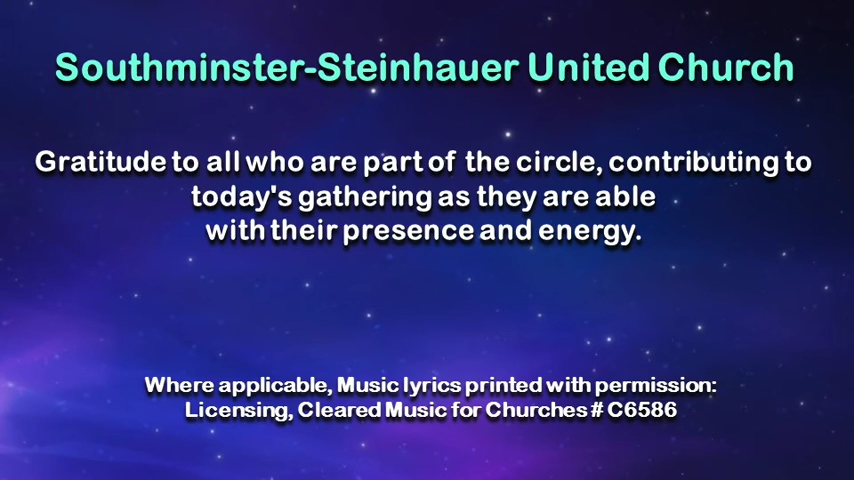 Southminster-Steinhauer United Church
Gratitude to all who are part of the circle, contributing to
today's gathering as they are able
with their presence and energy.
Where applicable, Music lyrics printed with permission:
Licensing, Cleared Music for Churches # C6586